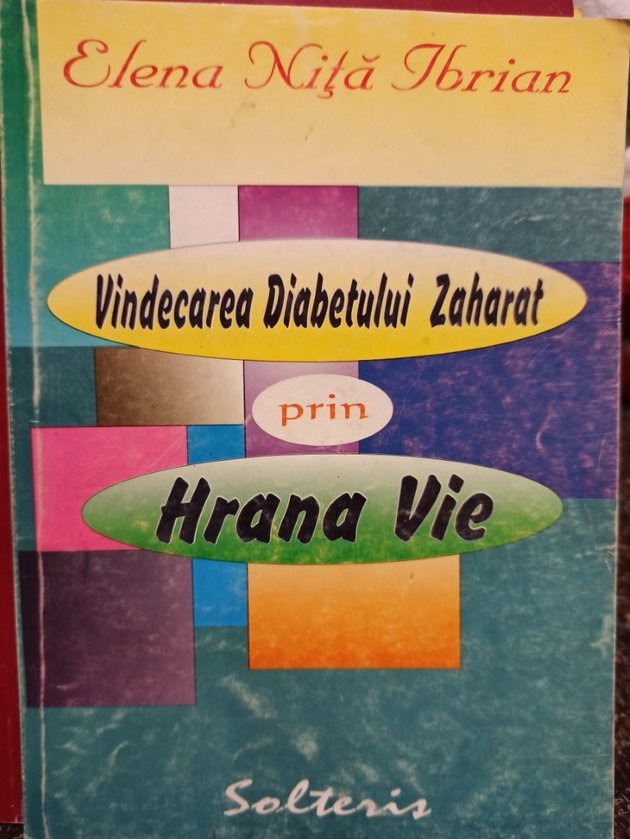 Elena Niţă Ibrian
Vindecarea Diabetului Zaharat
prin
Hrana Vie
Solteris